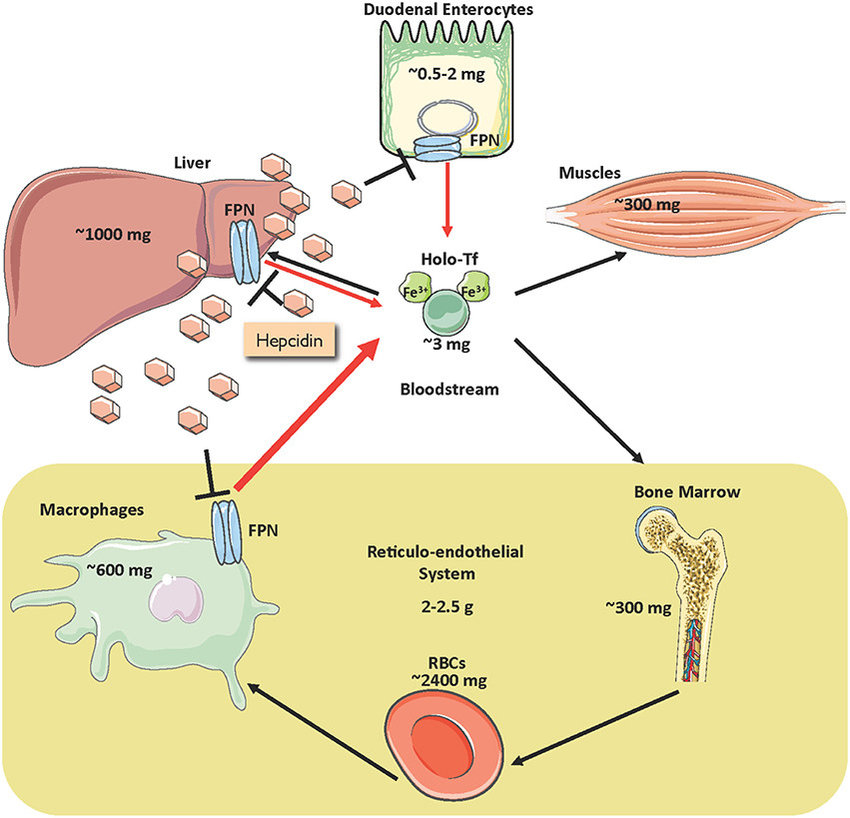 Duodenal Enterocytes
~0.5-2 mg
FPN
Liver
FPN
~1000 mg
Muscles
~300 mg
Holo-Tf
Fe3+
Fe3+
~3 mg
Hepcidin
Bloodstream
Macrophages
FPN
~600 mg
Reticulo-endothelial
System
2-2.5 g
Bone Marrow
~300 mg
RBCs
~2400 mg